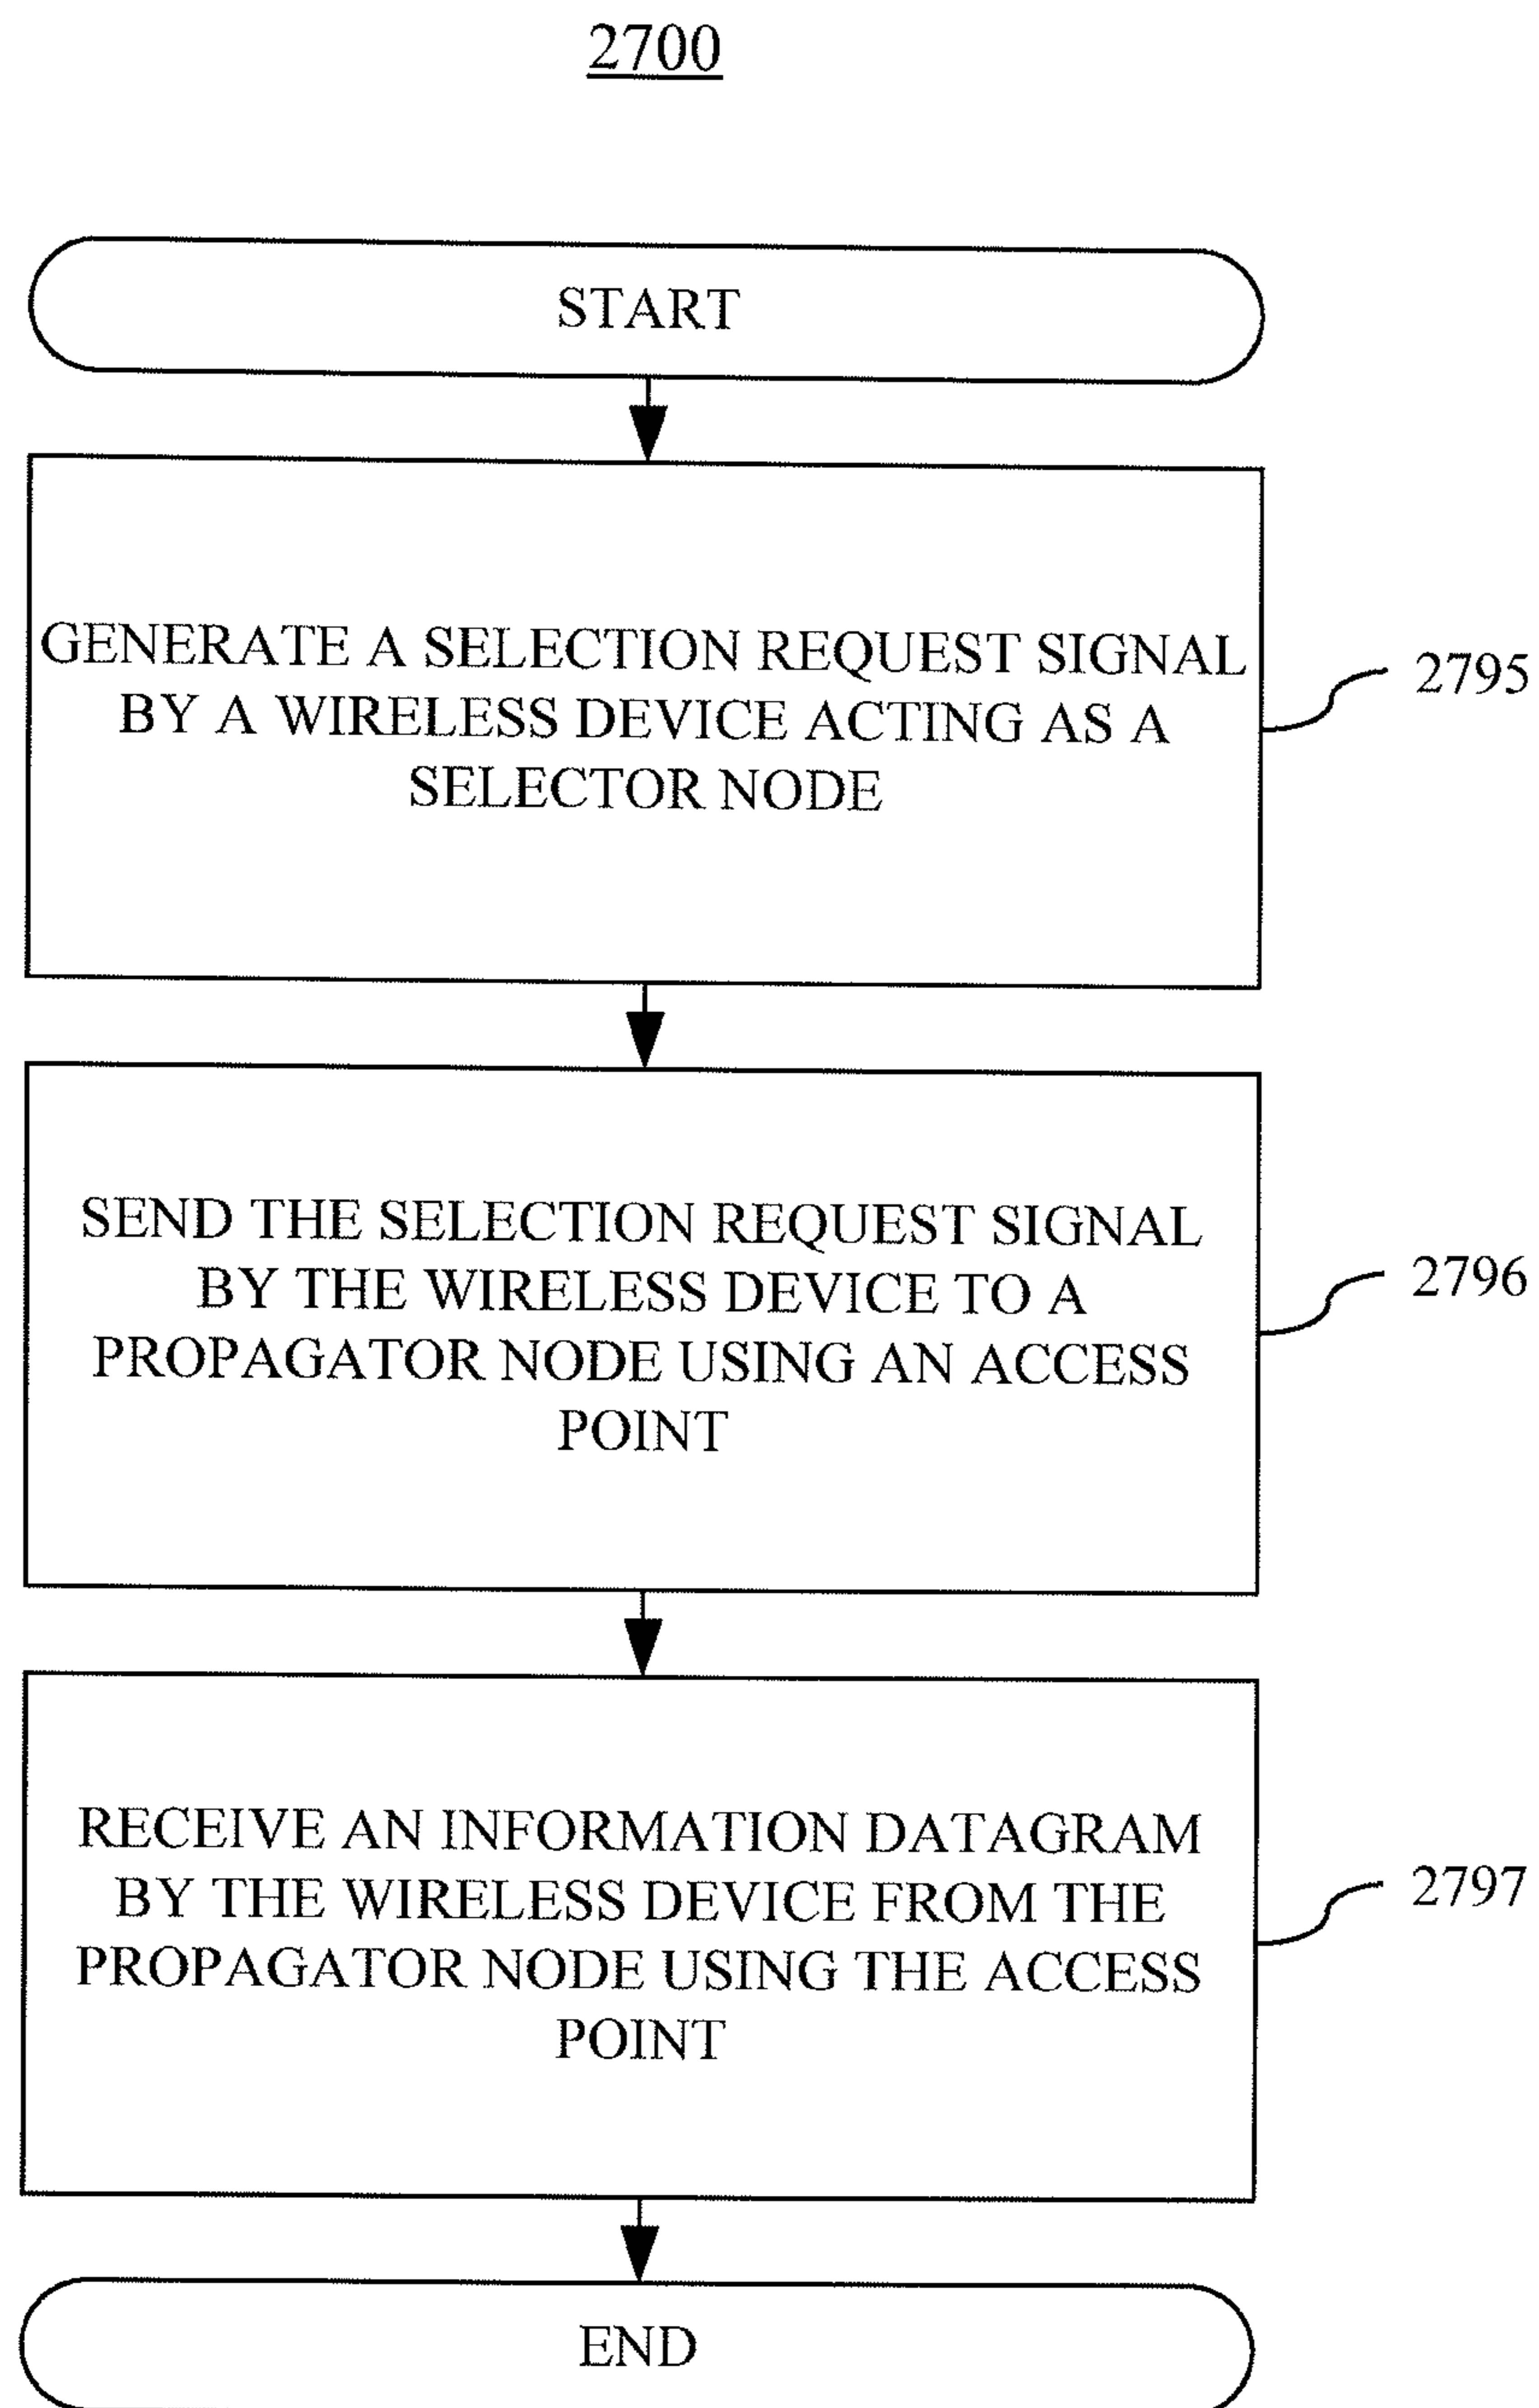 2700
START
GENERATE A SELECTION REQUEST SIGNAL
BY A WIRELESS DEVICE ACTING AS A
SELECTOR NODE
2795
SEND THE SELECTION REQUEST SIGNAL
BY THE WIRELESS DEVICE TO A
PROPAGATOR NODE USING AN ACCESS
POINT
2796
RECEIVE AN INFORMATION DATAGRAM
BY THE WIRELESS DEVICE FROM THE
PROPAGATOR NODE USING THE ACCESS
POINT
2797
END